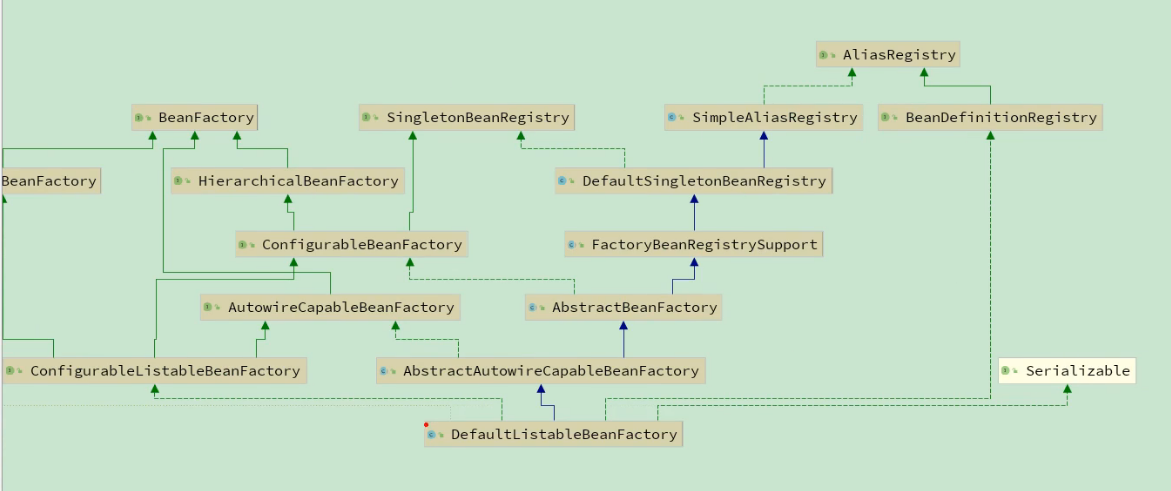 AliasRegistry
BeanFactory
SingletonBeanRegistry
SimpleAliasRegistry
BeanDefinitionRegistry
BeanFactory
HierarchicalBeanFactory
DefaultSingletonBeanRegistry
ConfigurableBeanFactory
FactoryBeanRegistrySupport
AutowireCapableBeanFactory
AbstractBeanFactory
ConfigurableListableBeanFactory
AbstractAutowireCapableBeanFactory
Serializable
DefaultListableBeanFactory